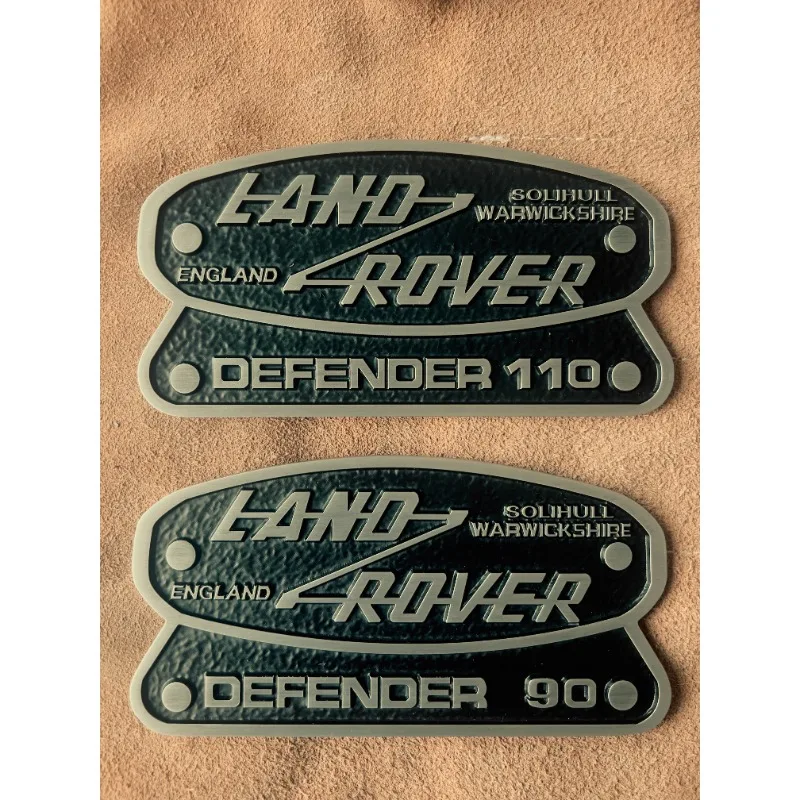 LAND
SOLIHULL
WARWICKSHIRE
ENGLAND
ROVER
DEFENDER 110
LAND
SOLIHULL
WARWICKSHIRE
ENGLAND
ROVER
DEFENDER 90